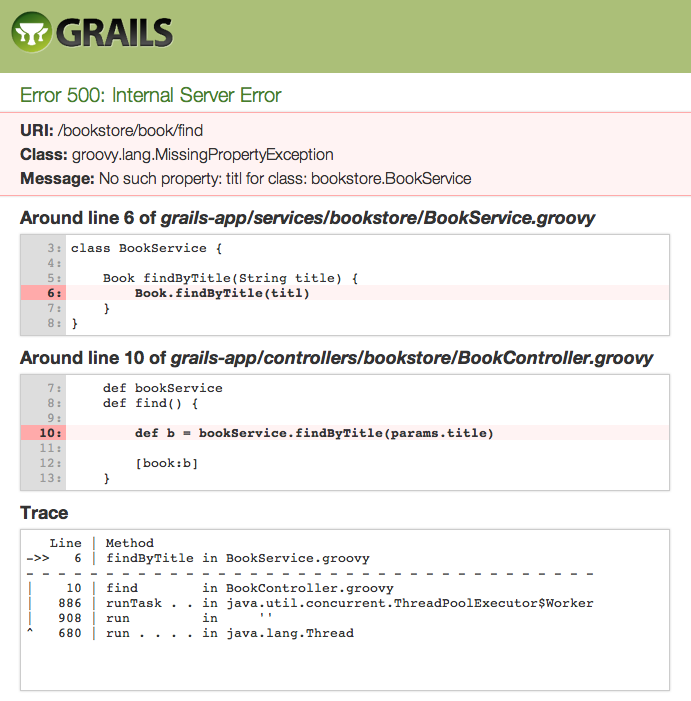 GRAILS
Error 500: Internal Server Error
URI: /bookstore/book/find
Class: groovy.lang.MissingPropertyException
Message: No such property: titl for class: bookstore.BookService
Around line 6 of grails-app/services/bookstore/BookService.groovy
3: class BookService {
4:
5:     Book findByTitle(String title) {
6:         Book.findByTitle(titl)
7:     }
8: }
Around line 10 of grails-app/controllers/bookstore/BookController.groovy
7:     def bookService
8:     def find() {
9:
10:         def b = bookService.findByTitle(params.title)
11:
12:         [book:b]
13:     }
Trace
   Line | Method
->>   6 | findByTitle in BookService.groovy
- - - - - - - - - - - - - - - - - - - - - - - - - - - - - - - - - - - -
|    10 | find        in BookController.groovy
|   886 | runTask . . in java.util.concurrent.ThreadPoolExecutor$Worker
|   908 | run         in     ''
^   680 | run . . . . in java.lang.Thread